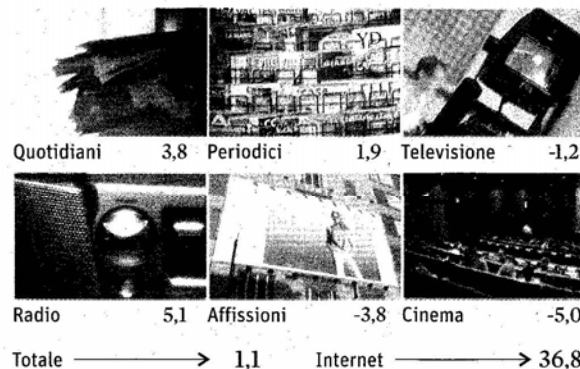 Quotidiani 3,8 Periodici 1,9 Televisione -1,2
Radio 5,1 Affissioni -3,8 Cinema -5,0
Totale 1,1 Internet 36,8